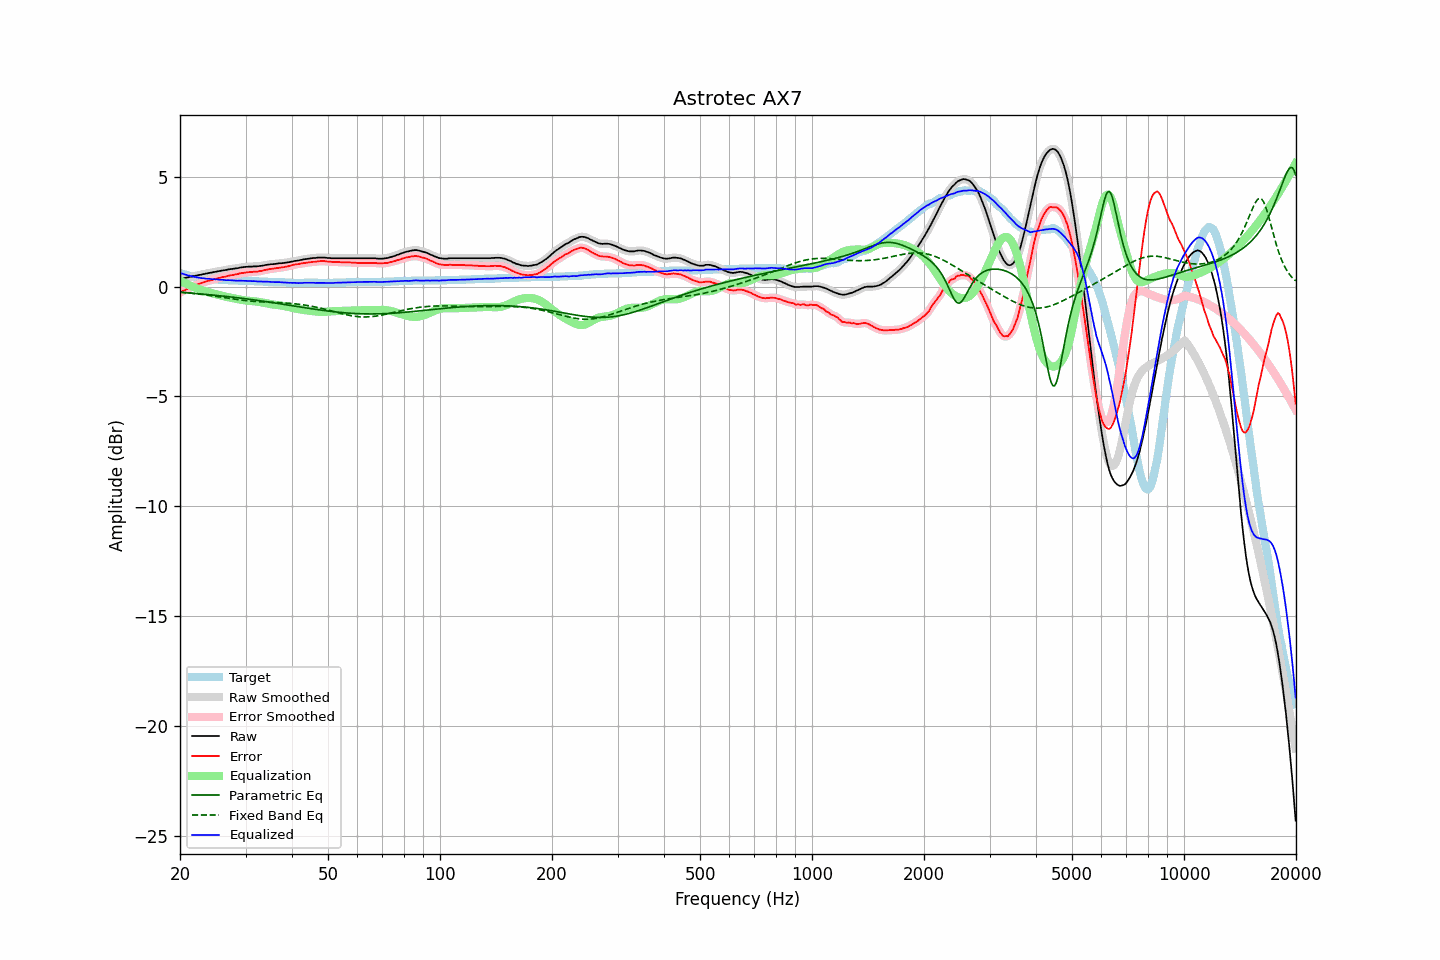 Astrotec AX7
Amplitude (dBr)
5
0
−5
−10
−15
−20
−25
Target
Raw Smoothed
Error Smoothed
Raw
Error
Equalization
Parametric Eq
Fixed Band Eq
Equalized
20 50 100 200 500 1000 2000 5000 10000 20000
Frequency (Hz)